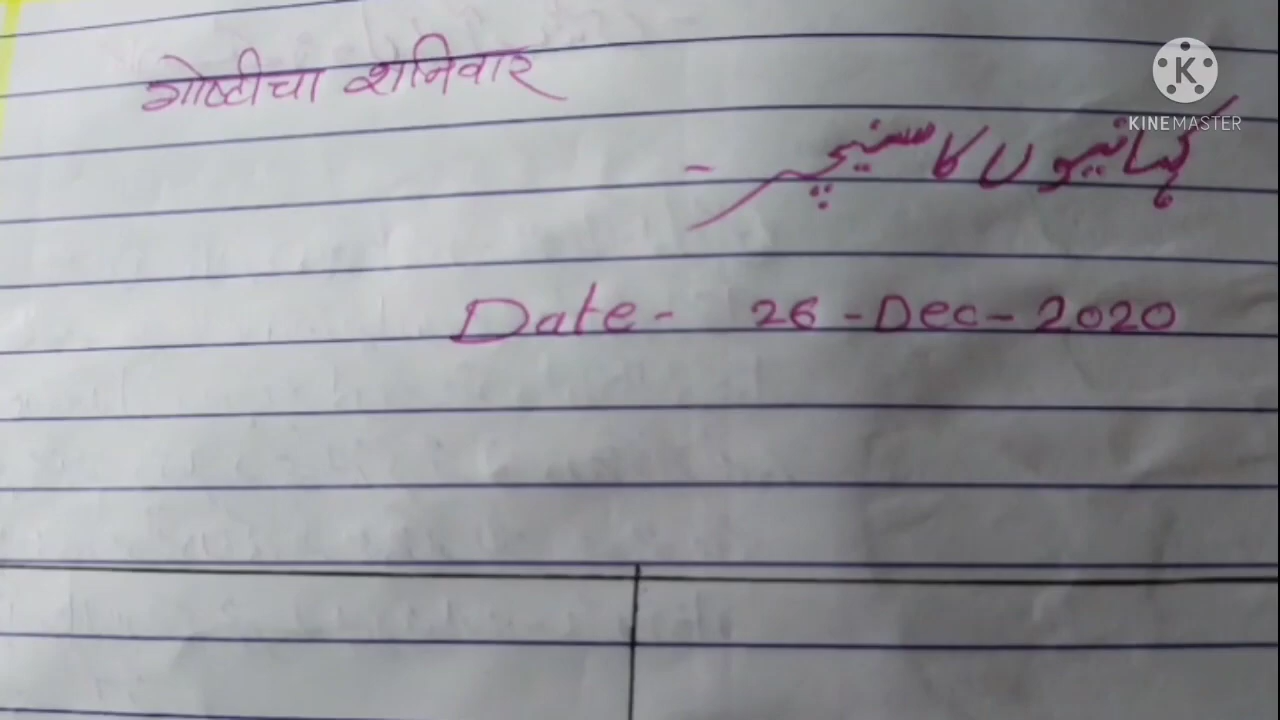 गोष्टीचा शनिवार
K
KINEMASTER
کہانیوں کا سنیچر -
Date - 26 - Dec - 2020